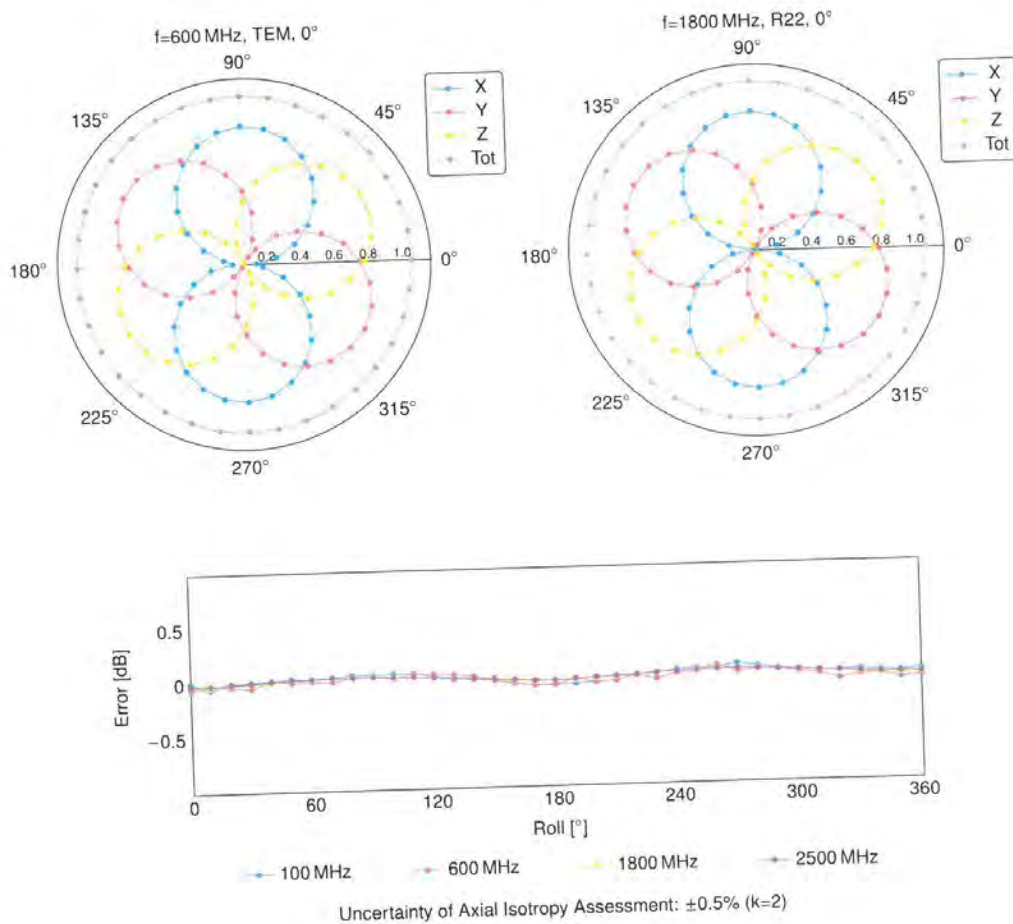 f=600 MHz, TEM, 0°
90°
135°
45°
180°
0°
225°
315°
270°
0.2 0.4 0.6 0.8 1.0
X
Y
Z
Tot
f=1800 MHz, R22, 0°
90°
135°
45°
180°
0°
225°
315°
270°
0.2 0.4 0.6 0.8 1.0
X
Y
Z
Tot
Error [dB]
0.5
0
−0.5
0 60 120 180 240 300 360
Roll [°]
100 MHz 600 MHz 1800 MHz 2500 MHz
Uncertainty of Axial Isotropy Assessment: ±0.5% (k=2)